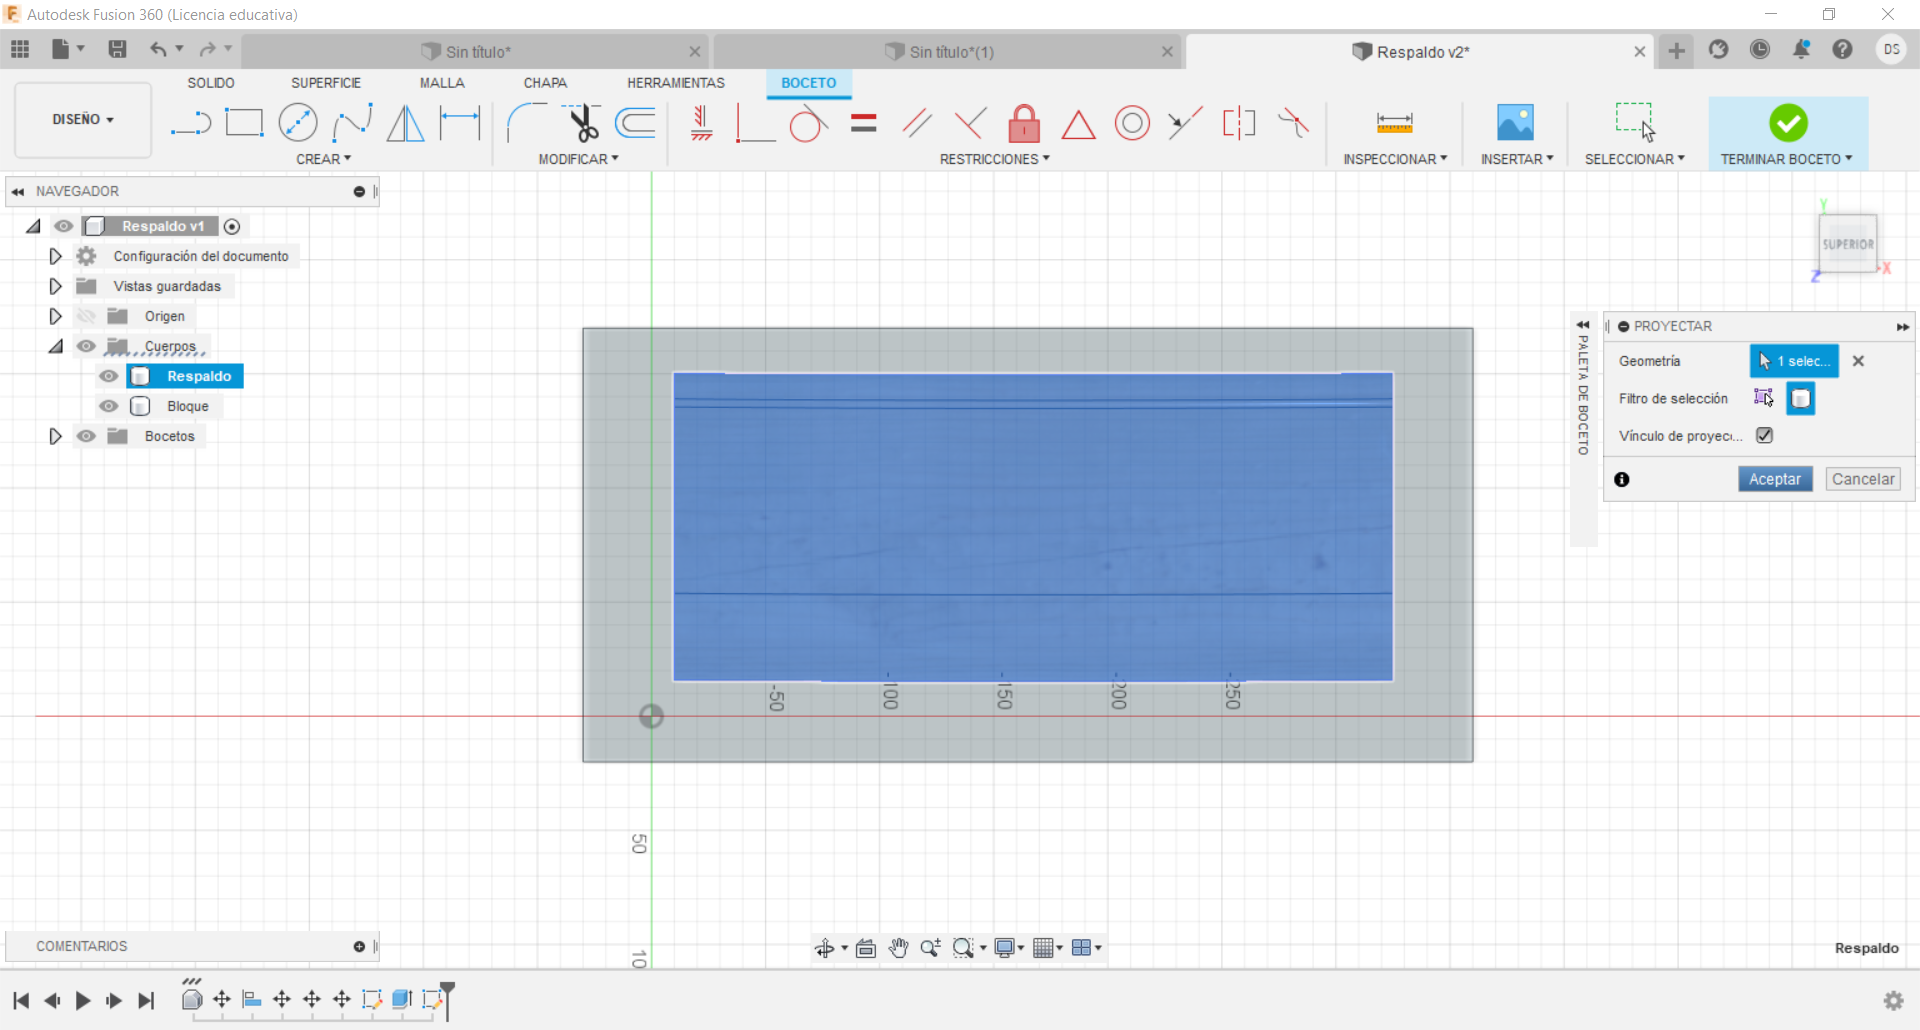 Autodesk Fusion 360 (Licencia educativa)
Sin título*
Sin título*(1)
Respaldo v2*
DS
DISEÑO
SOLIDO
SUPERFICIE
MALLA
CHAPA
HERRAMIENTAS
BOCETO
CREAR
MODIFICAR
RESTRICCIONES
INSPECCIONAR
INSERTAR
SELECCIONAR
TERMINAR BOCETO
NAVEGADOR
Respaldo v1
Configuración del documento
Vistas guardadas
Origen
Cuerpos
Respaldo
Bloque
Bocetos
Y
SUPERIOR
X
Z
PALETA DE BOCETO
PROYECTAR
Geometría
1 selec...
Filtro de selección
Vínculo de proyec...
Aceptar
Cancelar
-50
-100
-150
-200
-250
50
10
COMENTARIOS
Respaldo